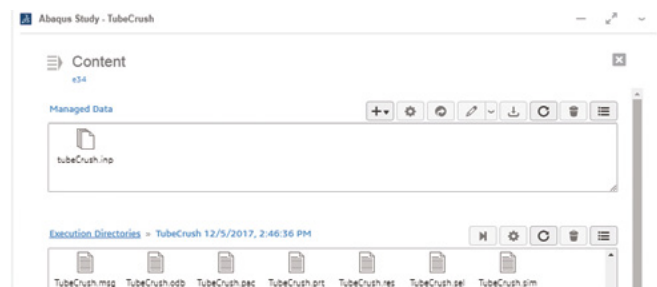 Abaqus Study - TubeCrush
Content
e34
Managed Data
tubeCrush.inp
Execution Directories » TubeCrush 12/5/2017, 2:46:36 PM
TubeCrush.msg TubeCrush.odb TubeCrush.pac TubeCrush.prt TubeCrush.res TubeCrush.sel TubeCrush.sim